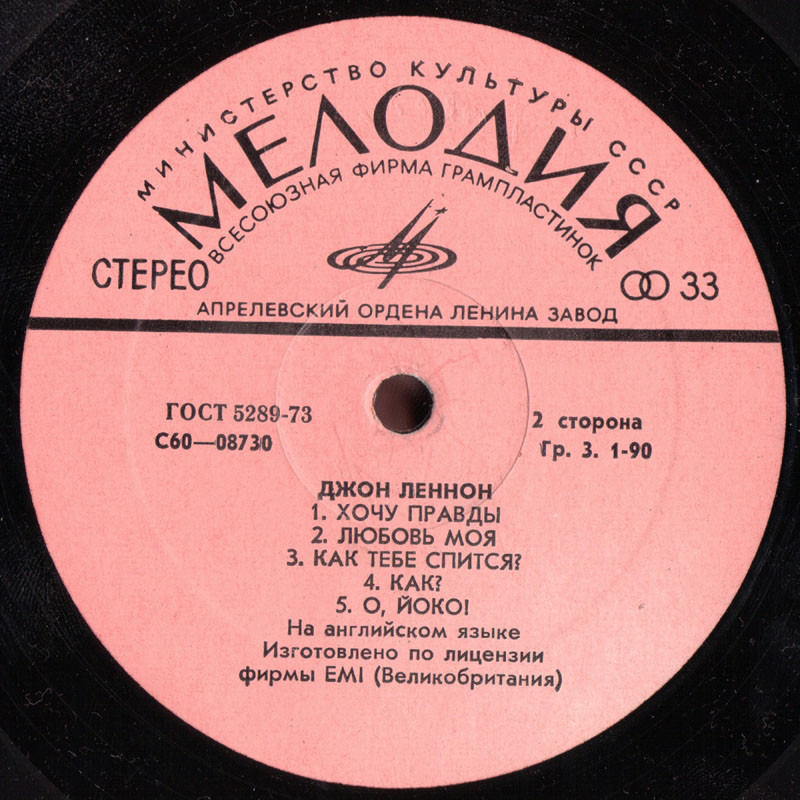 МИНИСТЕРСТВО КУЛЬТУРЫ СССР
МЕЛОДИЯ
ВСЕСОЮЗНАЯ ФИРМА ГРАМПЛАСТИНОК
СТЕРЕО
33
АПРЕЛЕВСКИЙ ОРДЕНА ЛЕНИНА ЗАВОД
ГОСТ 5289-73
2 сторона
С60—08730
Гр. 3. 1-90
ДЖОН ЛЕННОН
1. ХОЧУ ПРАВДЫ
2. ЛЮБОВЬ МОЯ
3. КАК ТЕБЕ СПИТСЯ?
4. КАК?
5. О, ЙОКО!
На английском языке
Изготовлено по лицензии
фирмы EMI (Великобритания)